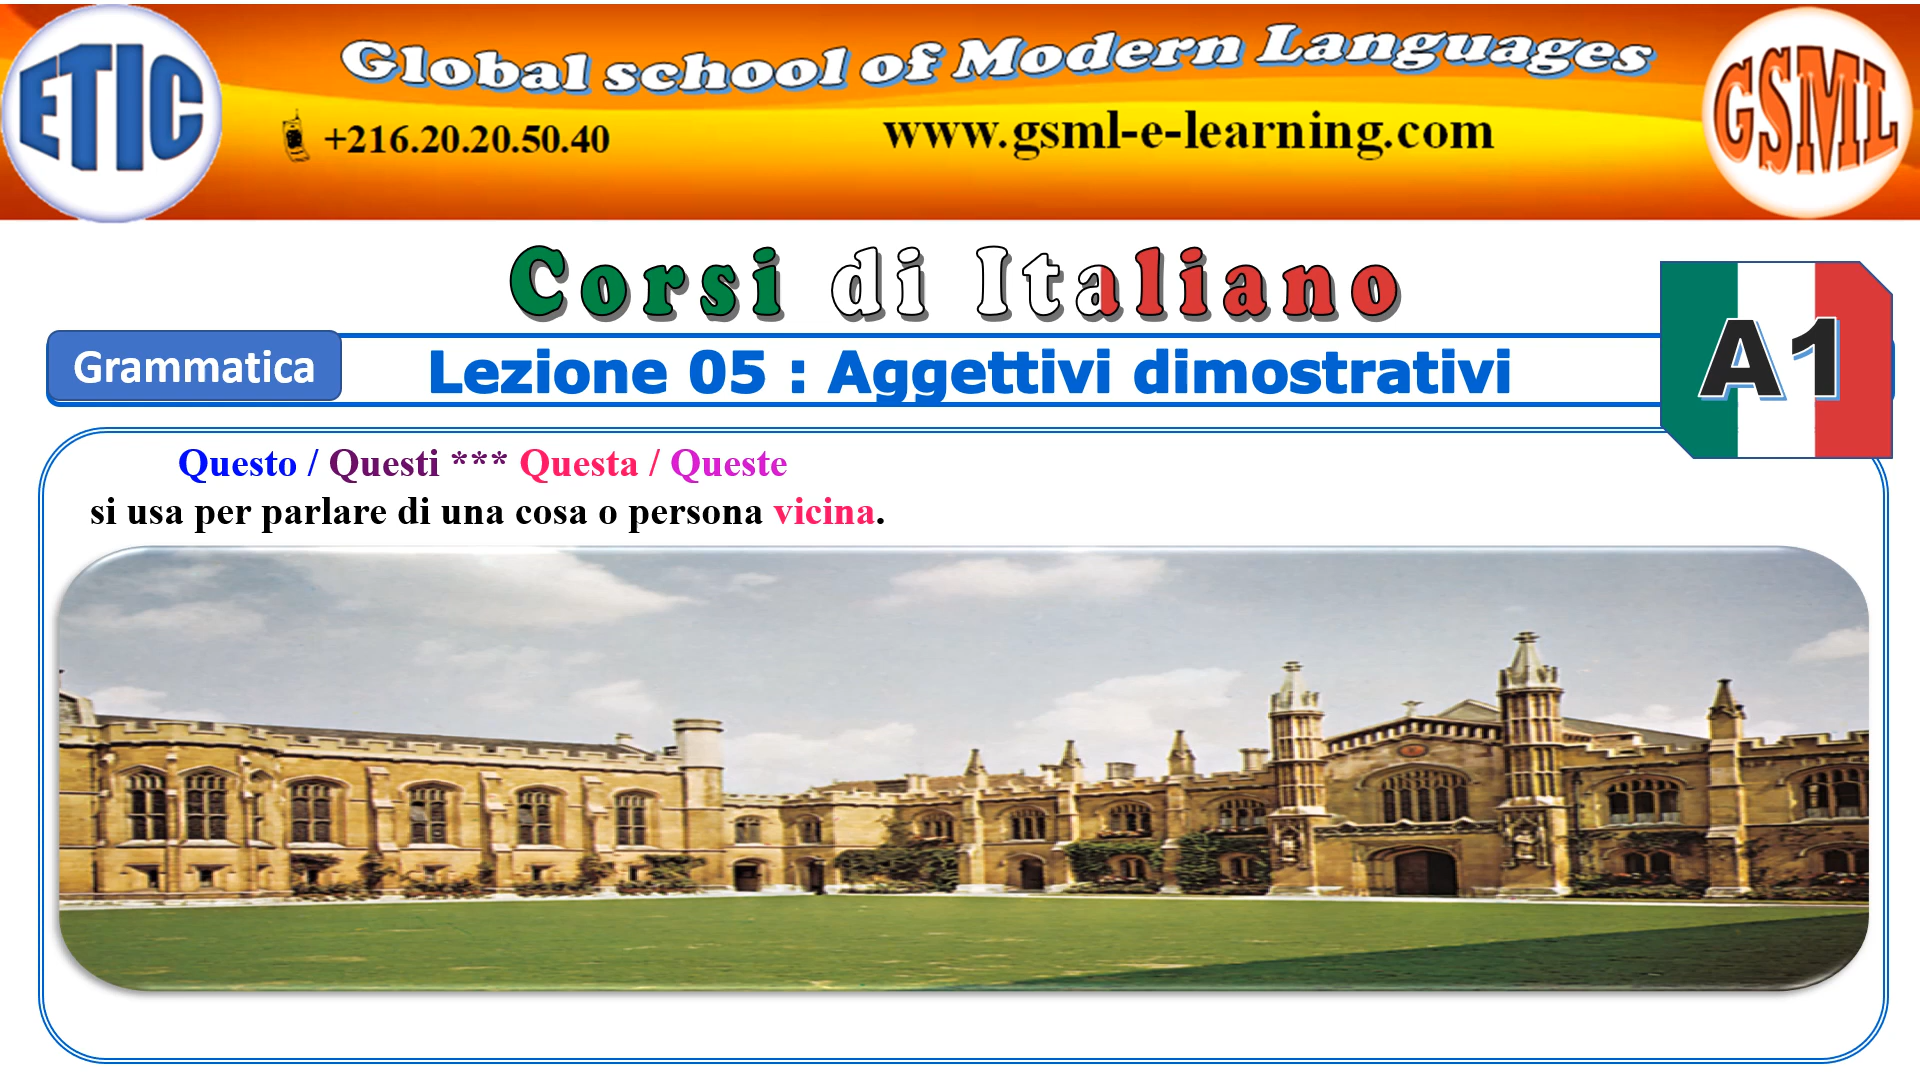 ETIC
Global school of Modern Languages
GSML
+216.20.20.50.40
www.gsml-e-learning.com
Corsi di Italiano
Grammatica
Lezione 05 : Aggettivi dimostrativi
A1
Questo / Questi *** Questa / Queste
si usa per parlare di una cosa o persona vicina.